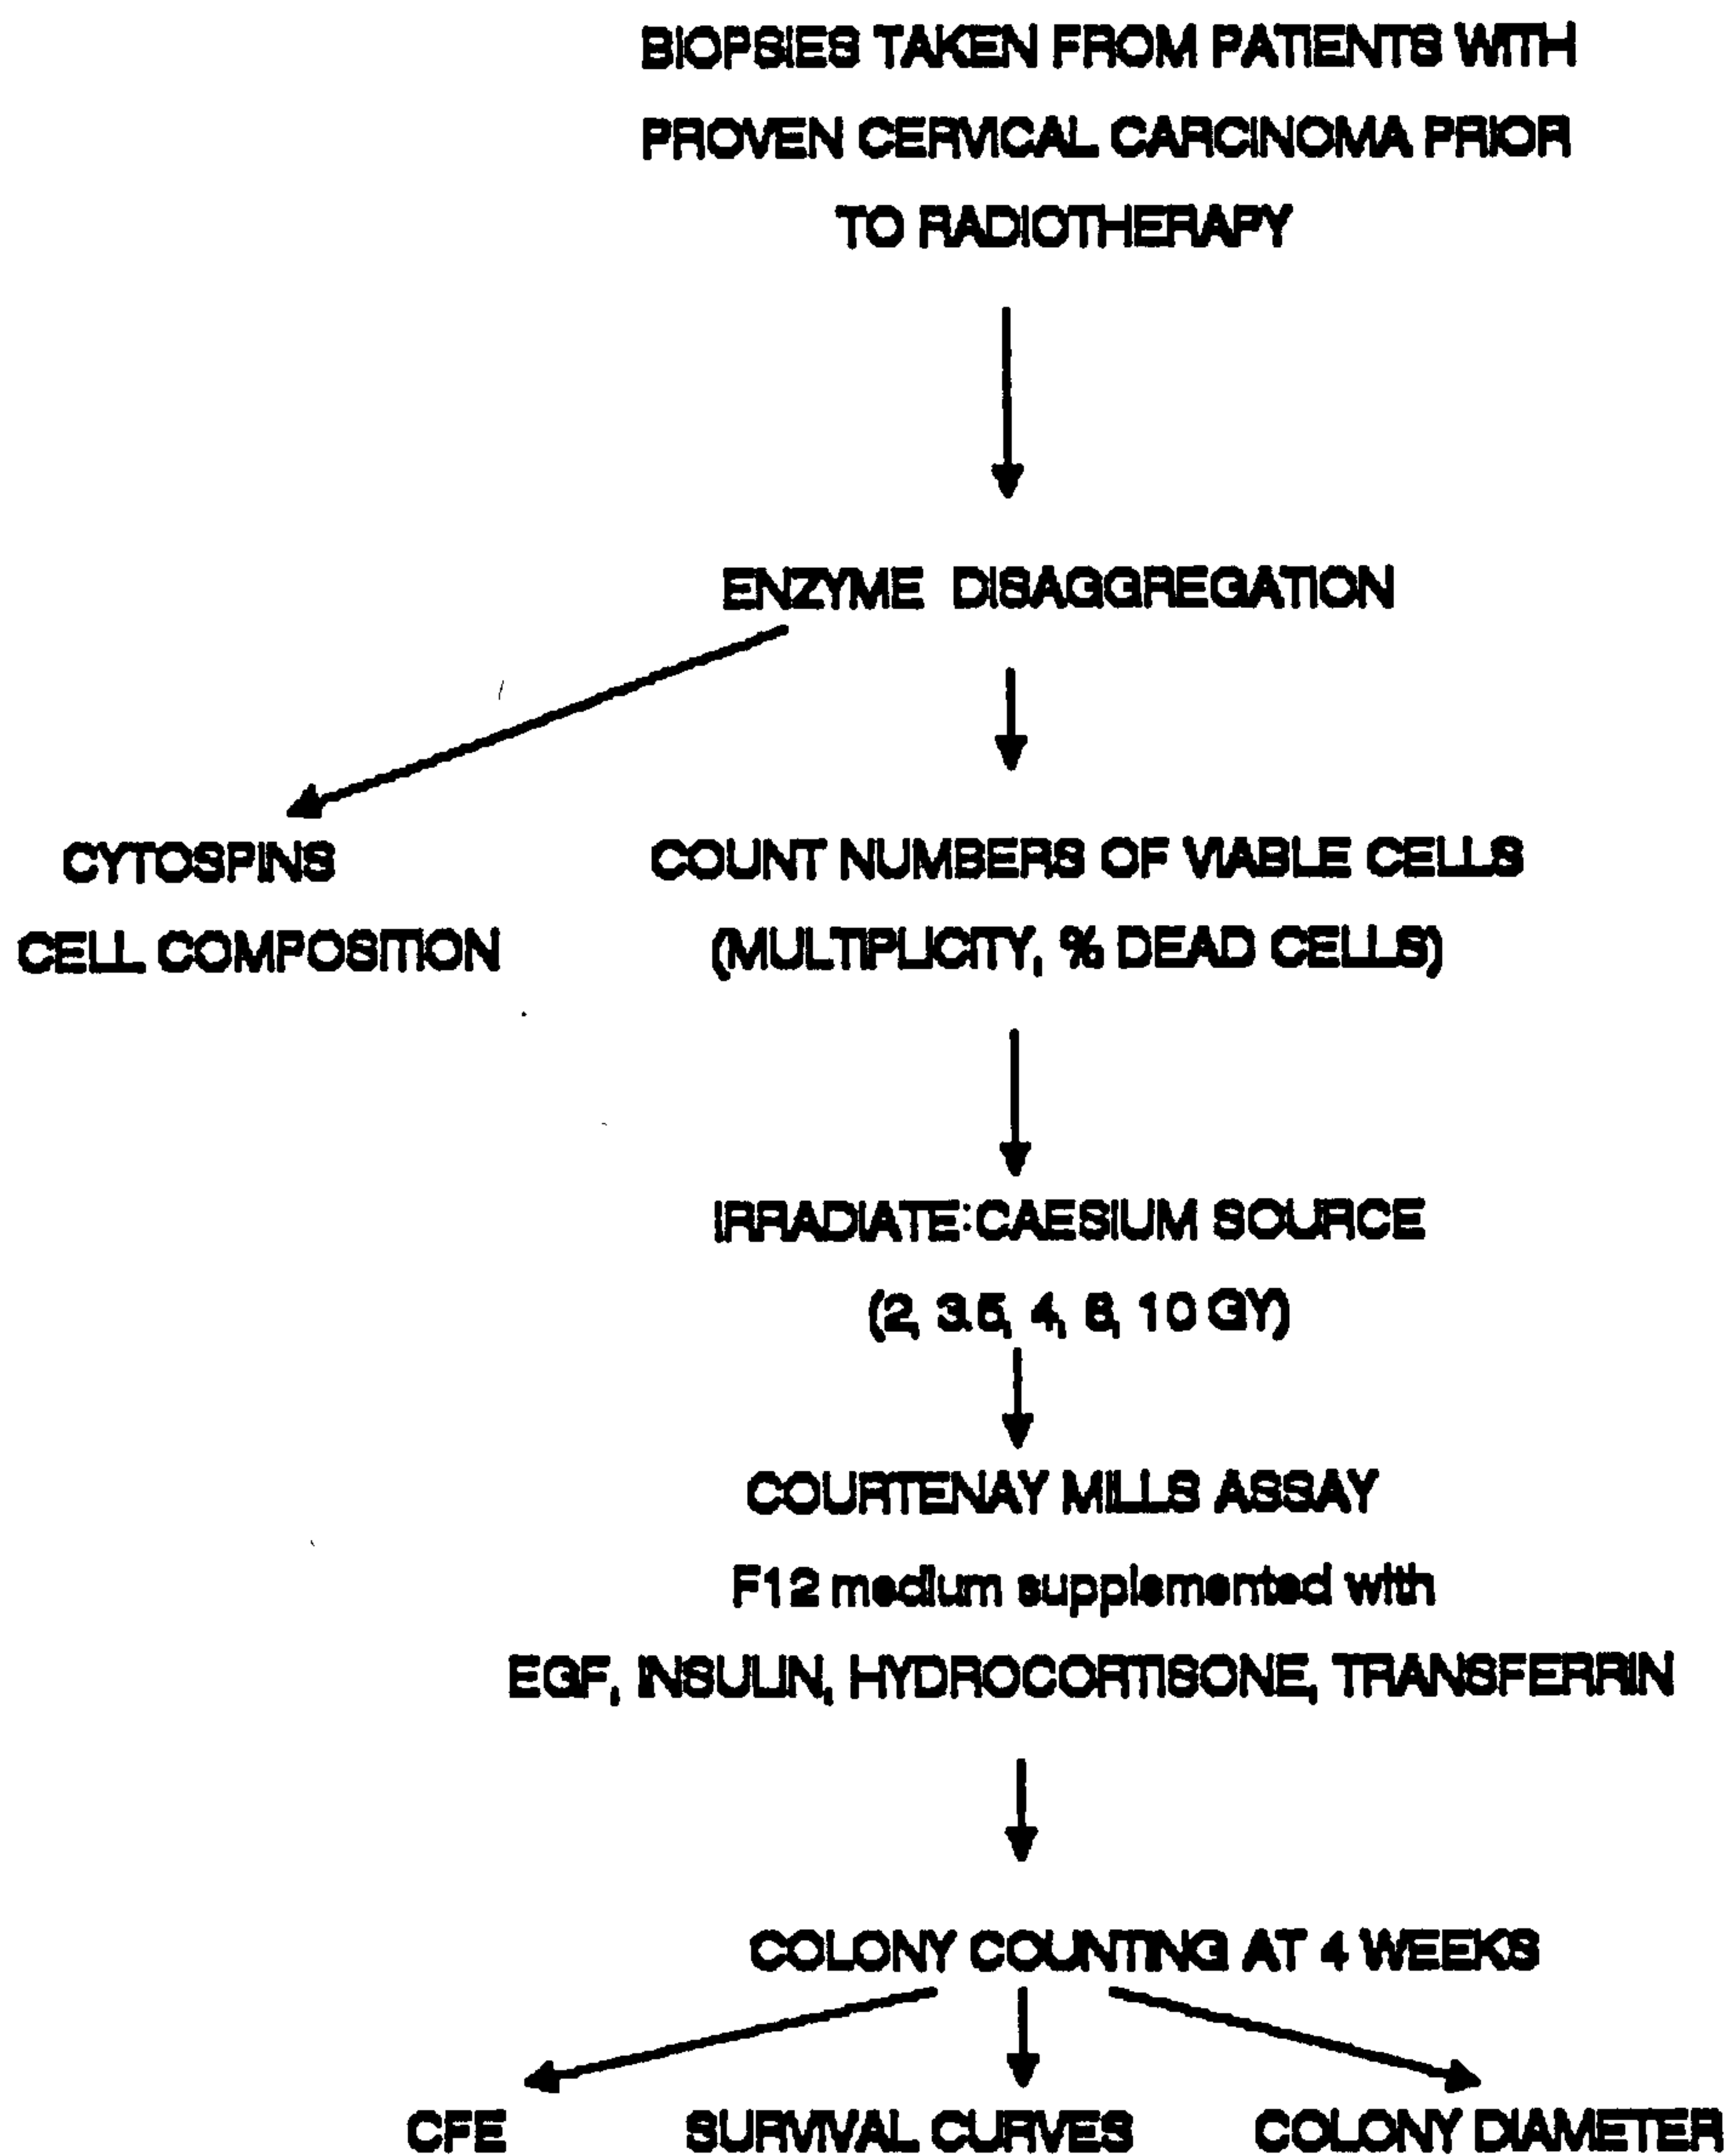 BIOPSIES TAKEN FROM PATIENTS WITH
PROVEN CERVICAL CARCINOMA PRIOR
TO RADIOTHERAPY
ENZYME DISAGGREGATION
CYTOSPINS
CELL COMPOSITION
COUNT NUMBERS OF VIABLE CELLS
(MULTIPLICITY, % DEAD CELLS)
IRRADIATE:CAESIUM SOURCE
(2, 3.5, 4, 6, 10 GY)
COURTENAY MILLS ASSAY
F12 medium supplemented with
EGF, INSULIN, HYDROCORTISONE, TRANSFERRIN
COLONY COUNTING AT 4 WEEKS
CFE
SURVIVAL CURVES
COLONY DIAMETER